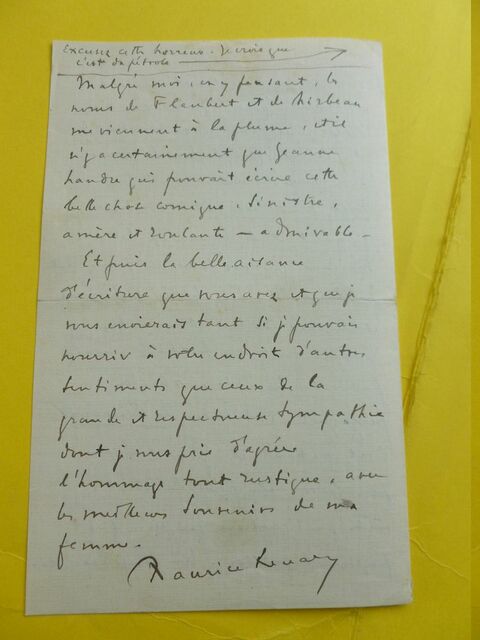 Excusez cette horreur. Je crois que
c'est du pétrole
Malgré moi, en y pensant, les
noms de Flaubert et de Mirbeau
me viennent à la plume, et il
n'y a certainement que Jeanne
Landre qui pouvait écrire cette
belle chose comique, sinistre,
amère et roulante — admirable —
Et puis la belle aisance
d'écriture que vous avez et que je
vous envierais tant si je pouvais
nourrir à votre endroit d'autres
sentiments que ceux de la
grande et respectueuse sympathie
dont je vous prie d'agréer
l'hommage tout rustique, avec
les meilleurs souvenirs de ma
femme.
Maurice Renard